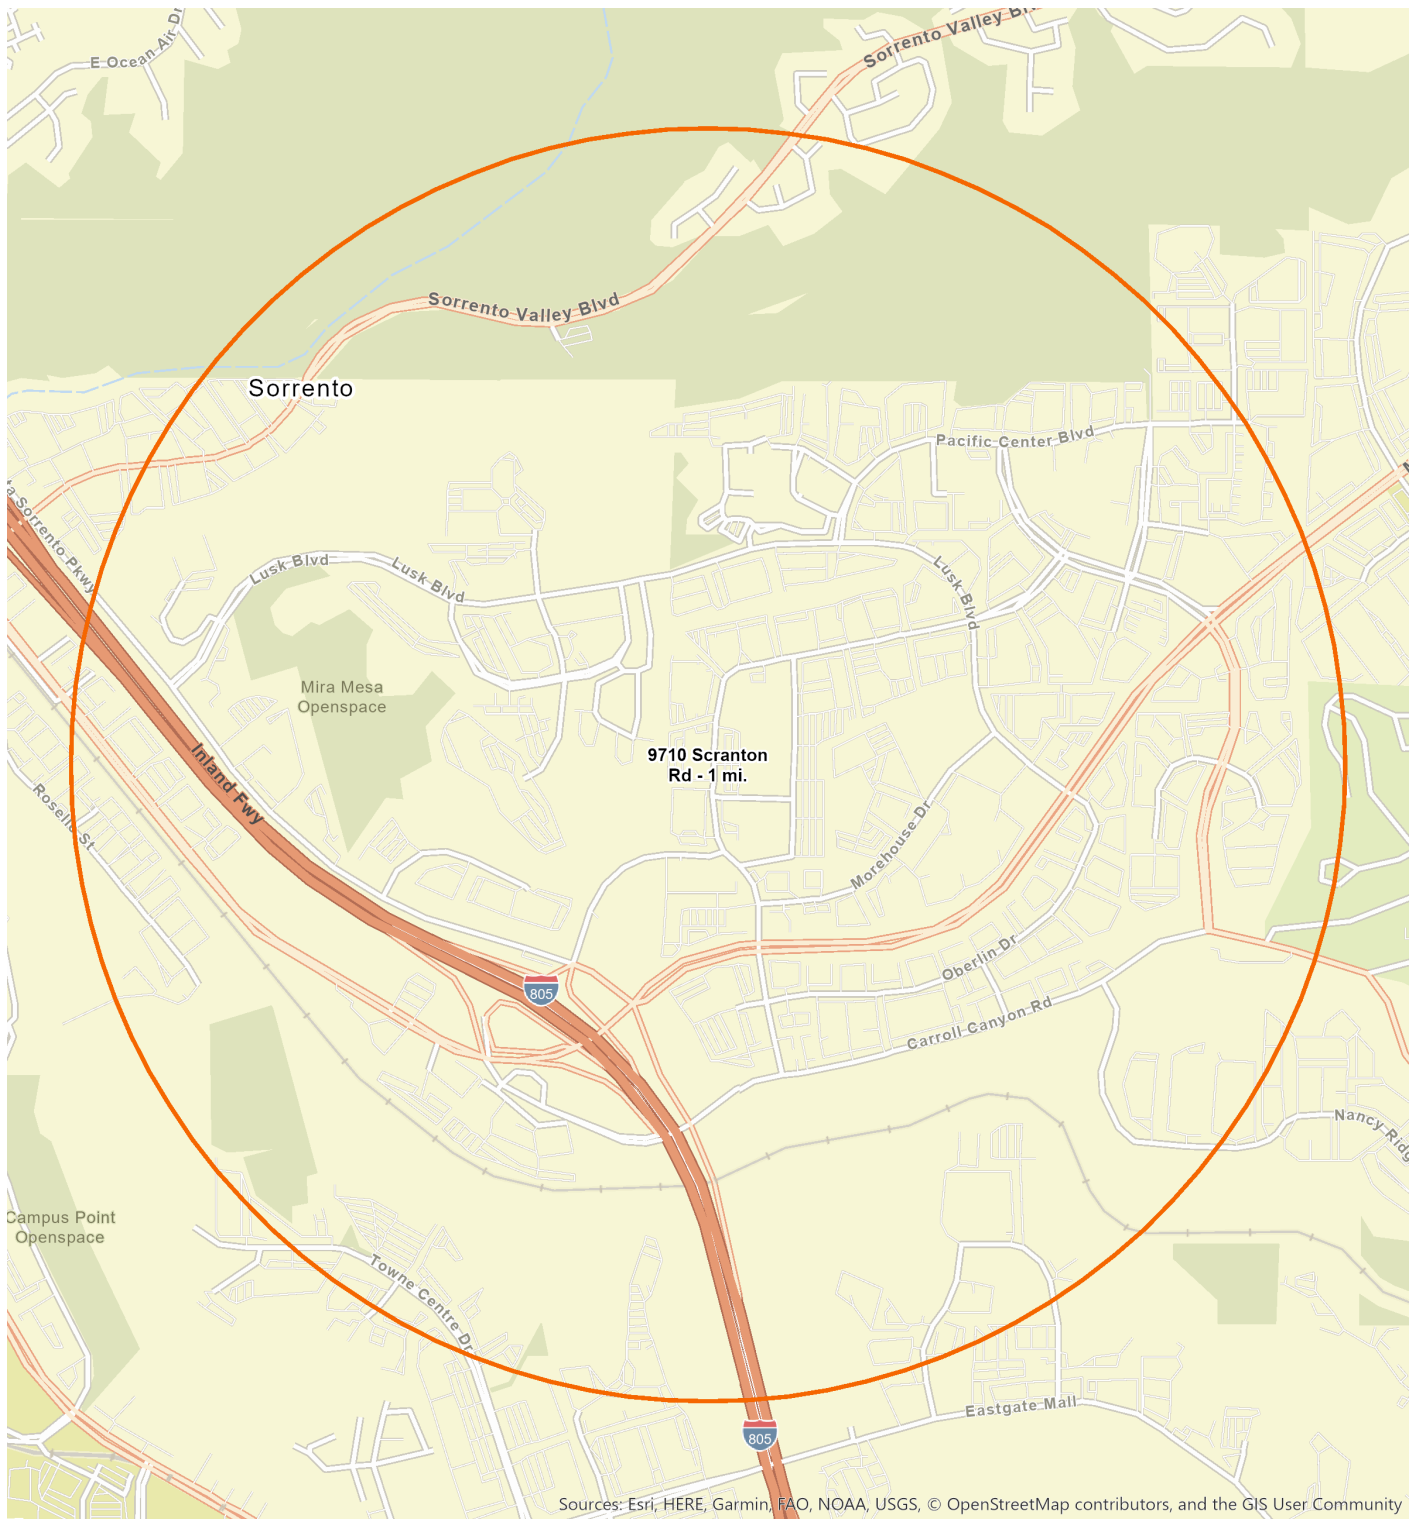 Sorrento Valley Bl
E Ocean Air Dr
Sorrento Valley Blvd
Sorrento
Pacific Center Blvd
ta Sorrento Pkwy
Lusk Blvd
Lusk Blvd
Lusk Blvd
Mira Mesa
Openspace
9710 Scranton
Rd - 1 mi.
Inland Fwy
Roselle St
Morehouse Dr
Oberlin Dr
805
Carroll Canyon Rd
Nancy Ridg
Campus Point
Openspace
Towne Centre Dr
Eastgate Mall
805
Sources: Esri, HERE, Garmin, FAO, NOAA, USGS, © OpenStreetMap contributors, and the GIS User Community